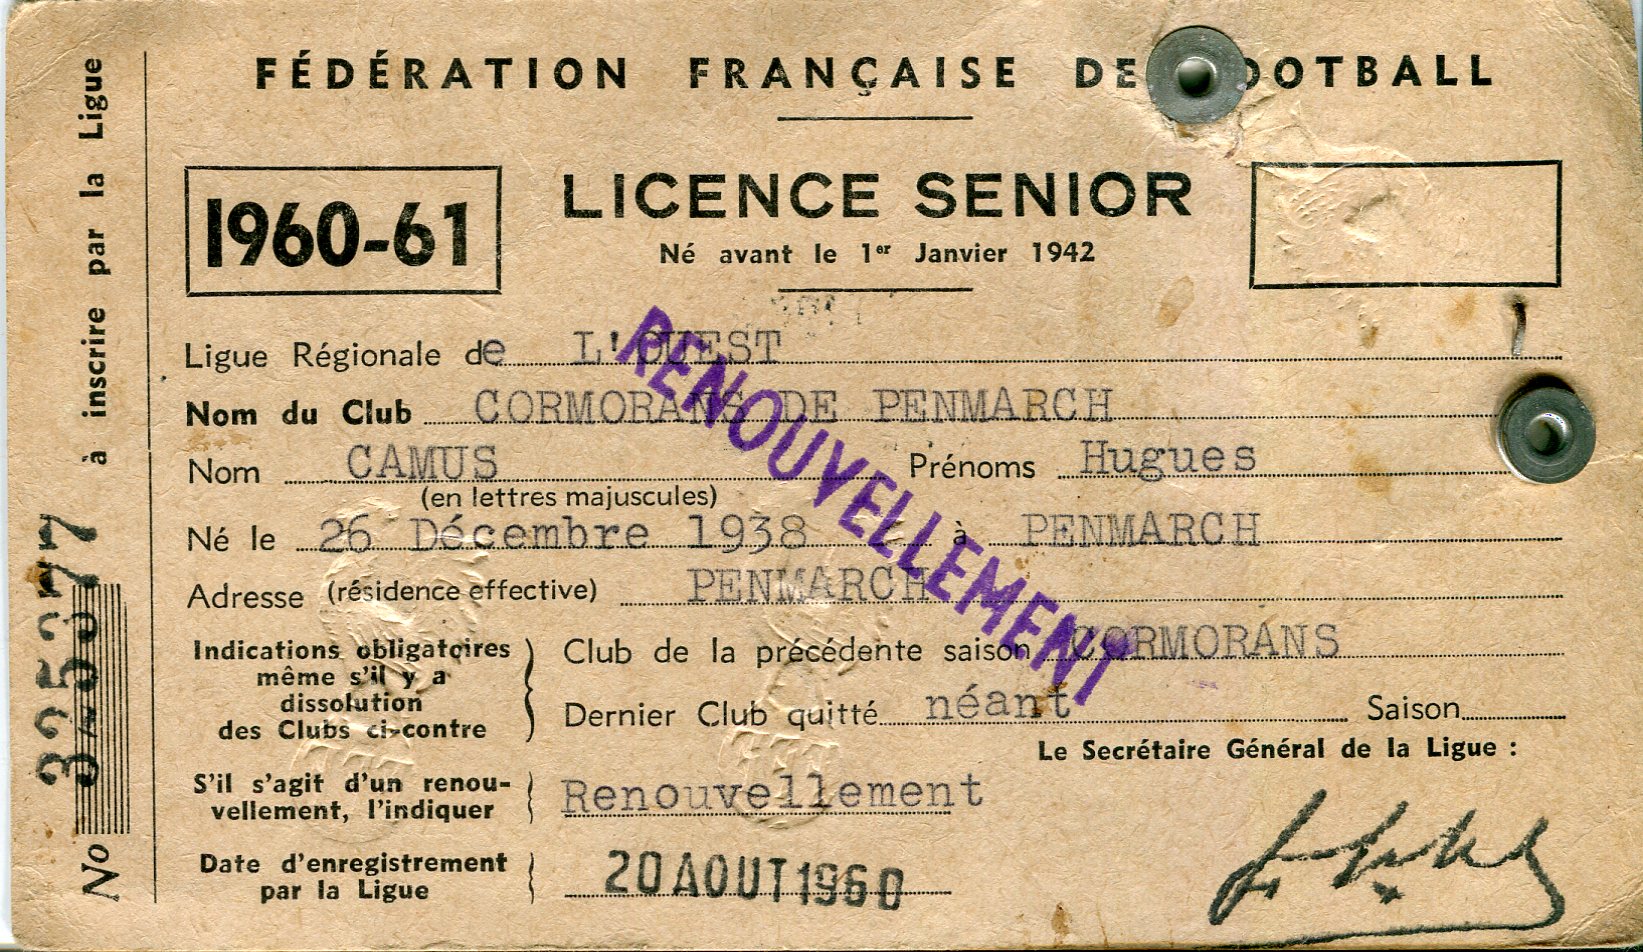 FÉDÉRATION FRANÇAISE DE FOOTBALL
1960-61
LICENCE SENIOR
Né avant le 1er Janvier 1942
Ligue Régionale de L'OUEST
Nom du Club CORMORANS DE PENMARCH
Nom CAMUS Prénoms Hugues
(en lettres majuscules)
Né le 26 Décembre 1938 à PENMARCH
Adresse (résidence effective) PENMARCH
Indications obligatoires
même s'il y a
dissolution
des Clubs ci-contre
Club de la précédente saison CORMORANS
Dernier Club quitté néant Saison
Le Secrétaire Général de la Ligue :
S'il s'agit d'un renou-
vellement, l'indiquer
Renouvellement
Date d'enregistrement
par la Ligue
20 AOUT 1960
RENOUVELLEMENT
No 325077
à inscrire par la Ligue